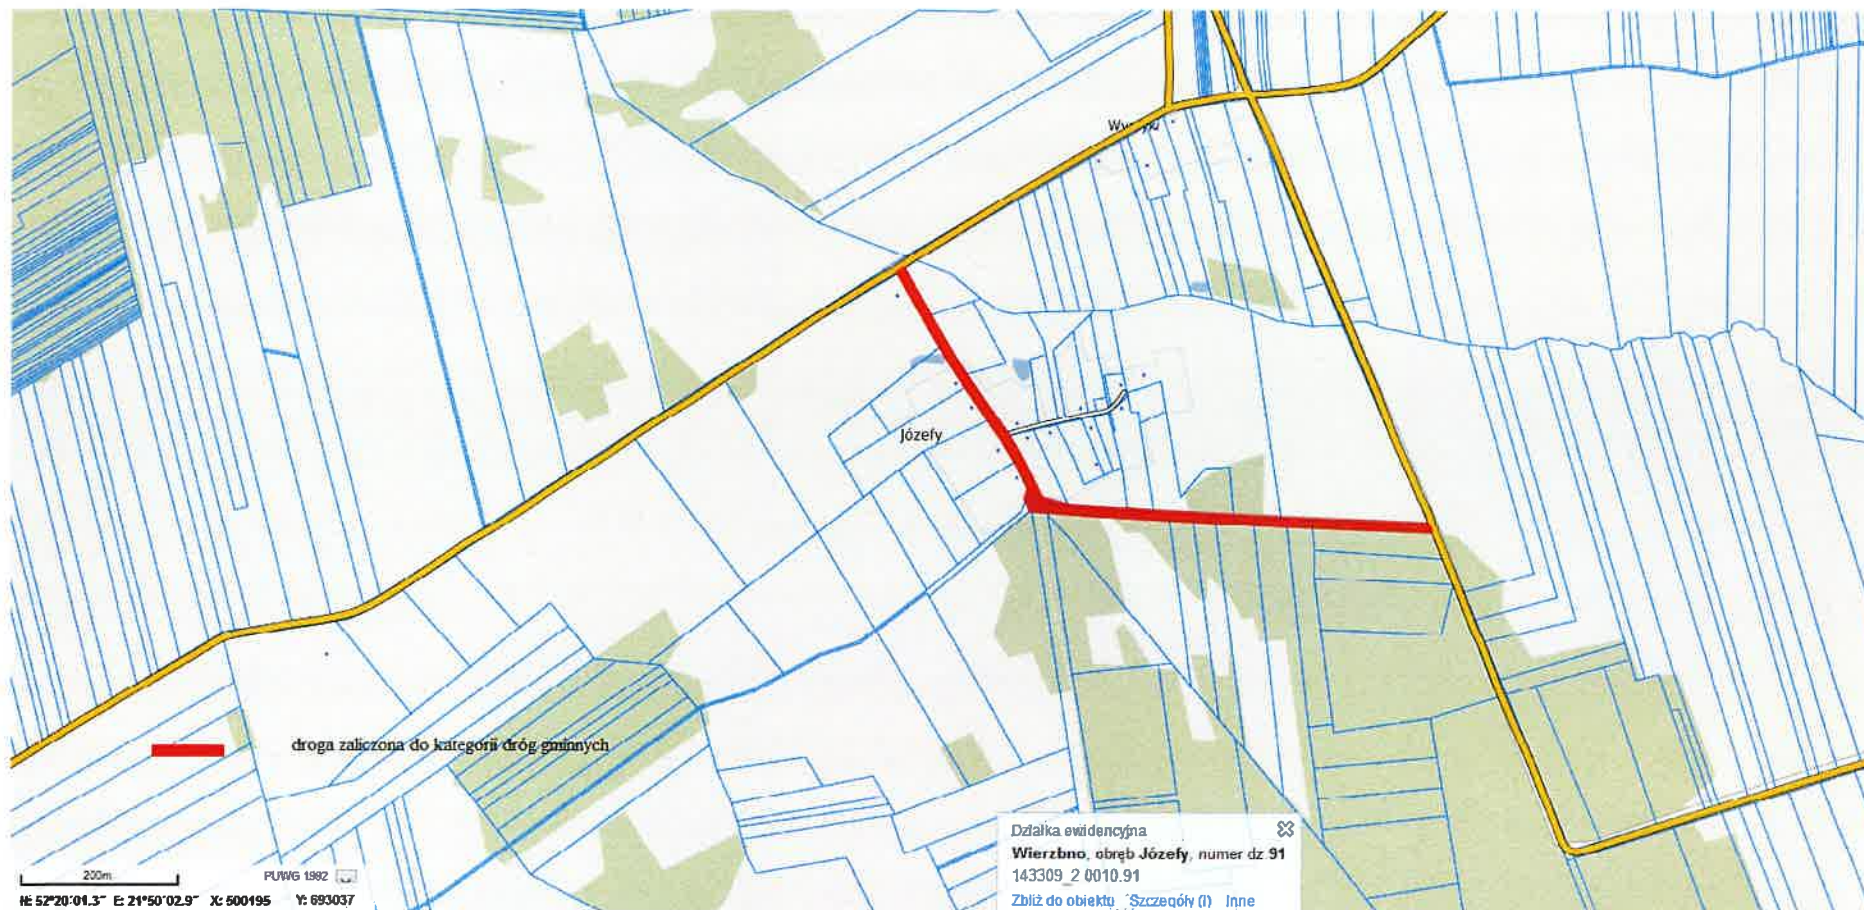 Józefy
droga zaliczona do kategorii dróg gminnych
Działka ewidencyjna
Wierzbno, obręb Józefy, numer dz 91
143309_2 0010.91
Zbliż do obiektu Szczegóły (i) Inne
200m
PUWG 1992
N: 52°20'01.3" E: 21°50'02.9" X: 500195 Y: 693037